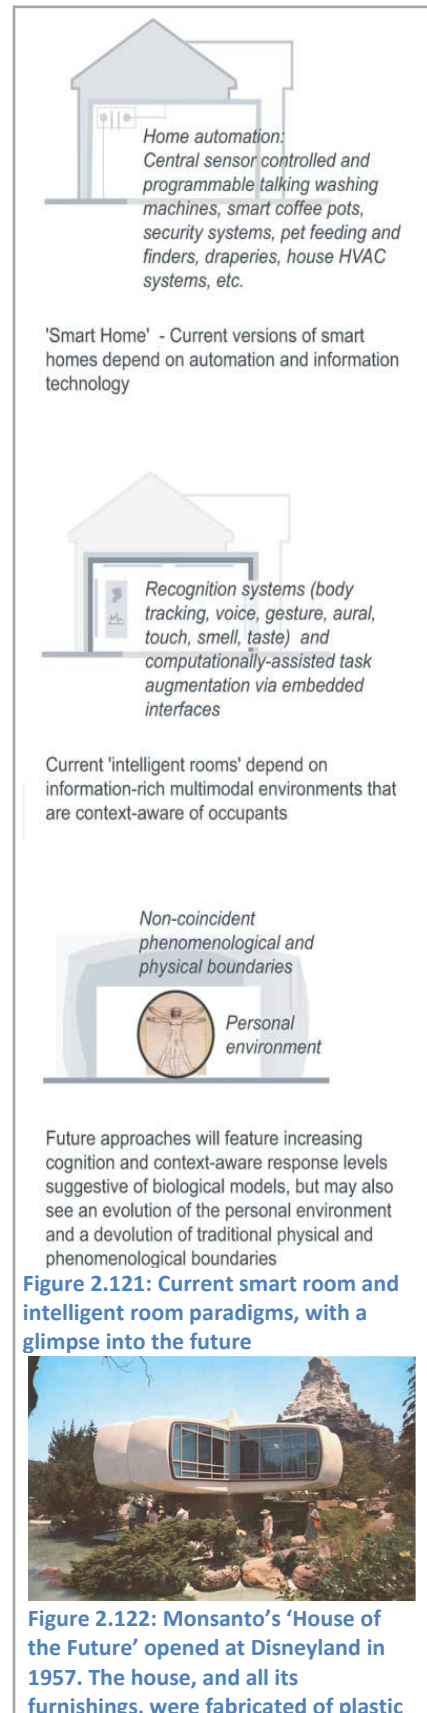 Home automation:
Central sensor controlled and
programmable talking washing
machines, smart coffee pots,
security systems, pet feeding and
finders, draperies, house HVAC
systems, etc.
'Smart Home' - Current versions of smart
homes depend on automation and information
technology
Recognition systems (body
tracking, voice, gesture, aural,
touch, smell, taste) and
computationally-assisted task
augmentation via embedded
interfaces
Current 'intelligent rooms' depend on
information-rich multimodal environments that
are context-aware of occupants
Non-coincident
phenomenological and
physical boundaries
Personal
environment
Future approaches will feature increasing
cognition and context-aware response levels
suggestive of biological models, but may also
see an evolution of the personal environment
and a devolution of traditional physical and
phenomenological boundaries
Figure 2.121: Current smart room and
intelligent room paradigms, with a
glimpse into the future
Figure 2.122: Monsanto’s ‘House of
the Future’ opened at Disneyland in
1957. The house, and all its
furnishings, were fabricated of plastic